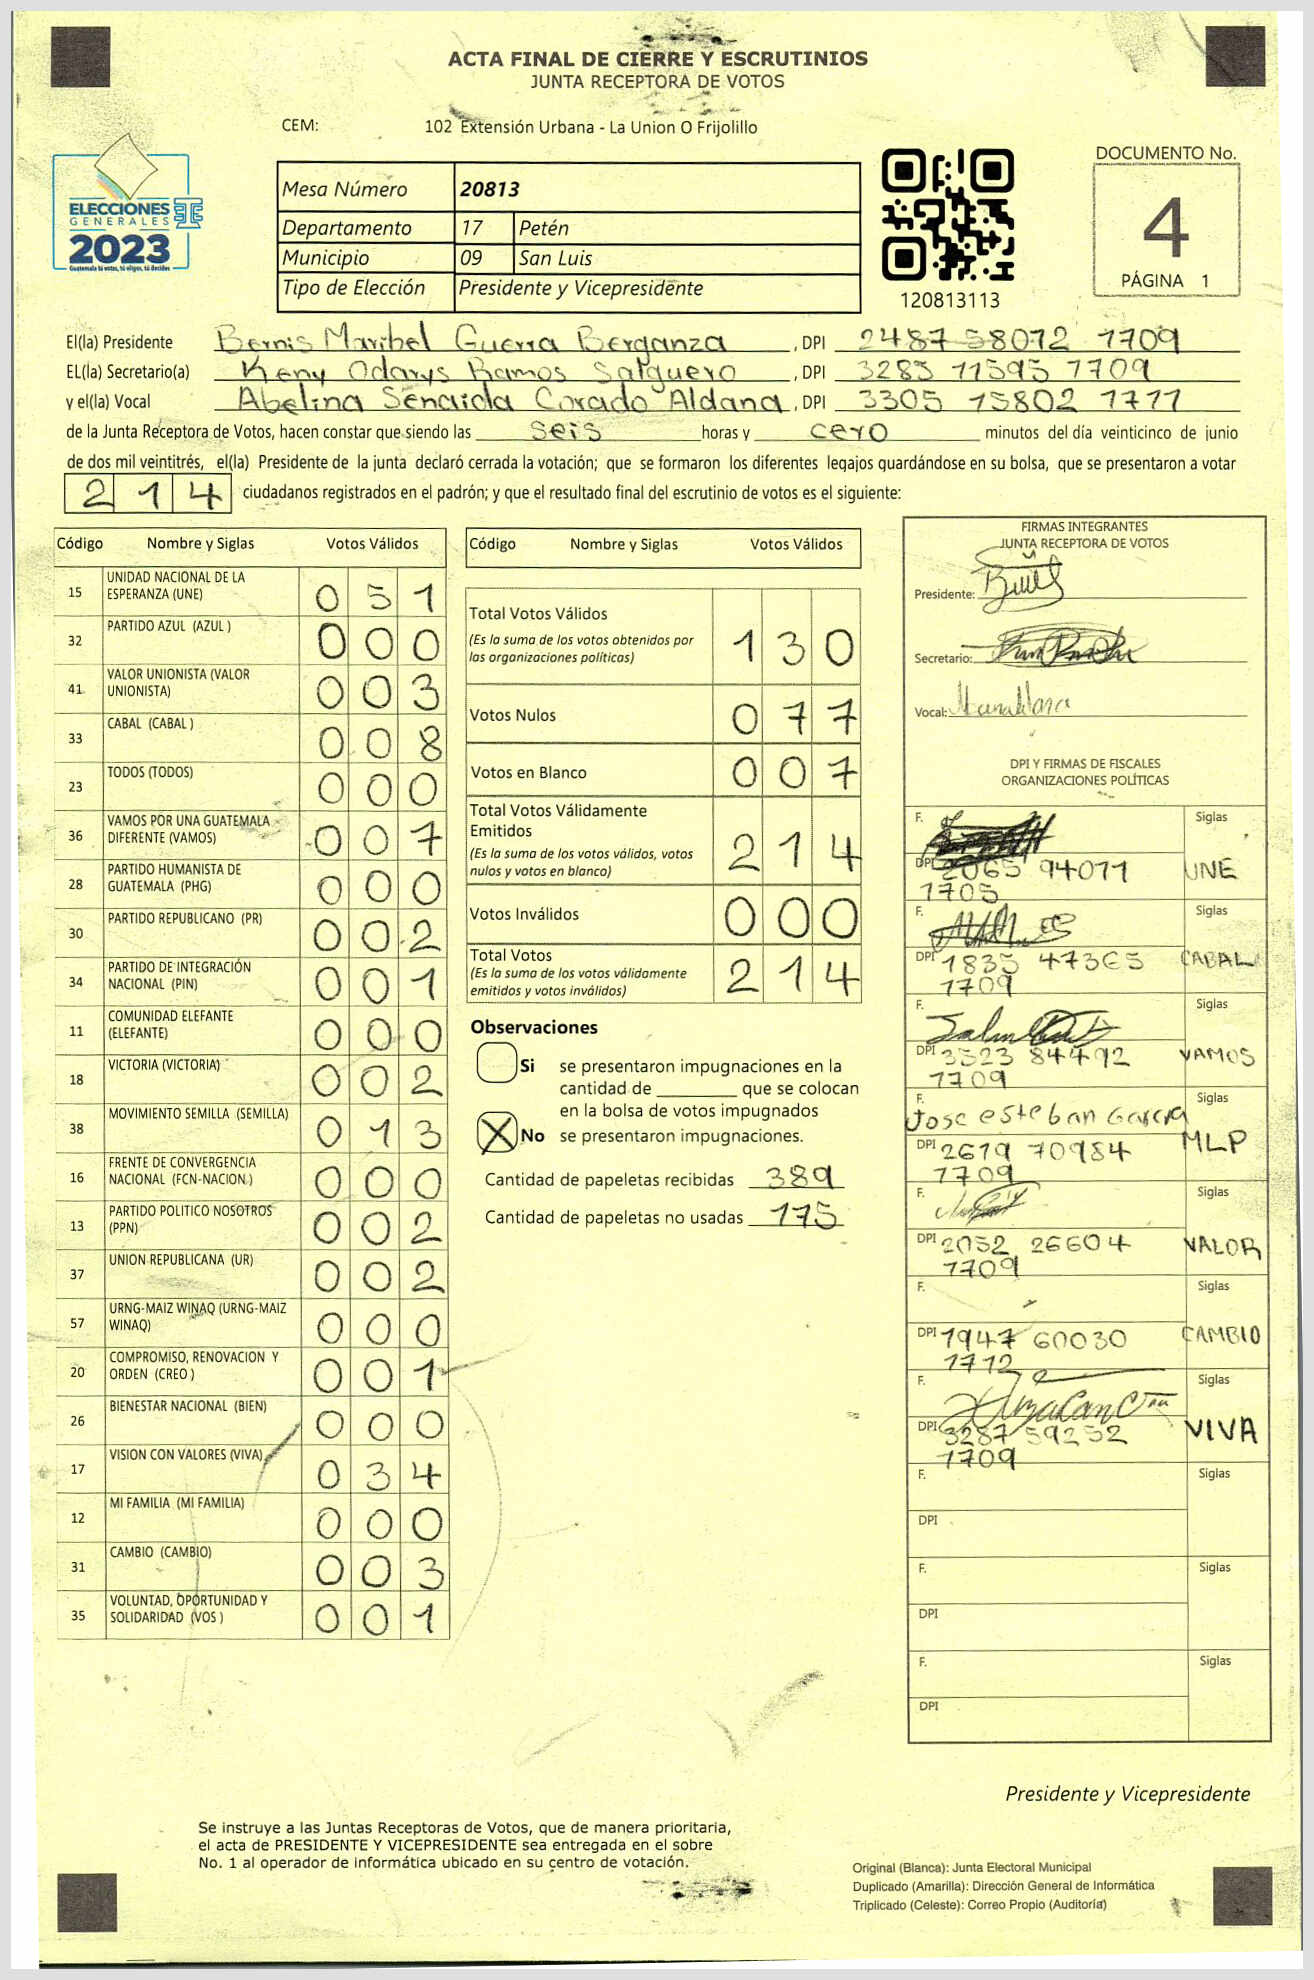 ACTA FINAL DE CIERRE Y ESCRUTINIOS
JUNTA RECEPTORA DE VOTOS
CEM: 102 Extensión Urbana - La Union O Frijolillo
ELECCIONES
GENERALES
2023
Guatemala tú votas, tú eliges, tú decides
Mesa Número 20813
Departamento 17 Petén
Municipio 09 San Luis
Tipo de Elección Presidente y Vicepresidente
120813113
DOCUMENTO No.
4
PÁGINA 1
El(la) Presidente Bernis Maribel Guerra Berganza, DPI 2487 58072 1709
EL(la) Secretario(a) Keny Odarys Ramos Salguero, DPI 3285 11595 1709
y el(la) Vocal Abelina Senaida Corado Aldana, DPI 3305 15802 1711
de la Junta Receptora de Votos, hacen constar que siendo las seis horas y cero minutos del día veinticinco de junio
de dos mil veintitrés, el(la) Presidente de la junta declaró cerrada la votación; que se formaron los diferentes legajos guardándose en su bolsa, que se presentaron a votar
214 ciudadanos registrados en el padrón; y que el resultado final del escrutinio de votos es el siguiente:
Código Nombre y Siglas Votos Válidos
15 UNIDAD NACIONAL DE LA ESPERANZA (UNE) 0 5 1
32 PARTIDO AZUL (AZUL ) 0 0 0
41 VALOR UNIONISTA (VALOR UNIONISTA) 0 0 3
33 CABAL (CABAL ) 0 0 8
23 TODOS (TODOS) 0 0 0
36 VAMOS POR UNA GUATEMALA DIFERENTE (VAMOS) 0 0 7
28 PARTIDO HUMANISTA DE GUATEMALA (PHG) 0 0 0
30 PARTIDO REPUBLICANO (PR) 0 0 2
34 PARTIDO DE INTEGRACIÓN NACIONAL (PIN) 0 0 1
11 COMUNIDAD ELEFANTE (ELEFANTE) 0 0 0
18 VICTORIA (VICTORIA) 0 0 2
38 MOVIMIENTO SEMILLA (SEMILLA) 0 1 3
16 FRENTE DE CONVERGENCIA NACIONAL (FCN-NACION ) 0 0 0
13 PARTIDO POLITICO NOSOTROS (PPN) 0 0 2
37 UNION REPUBLICANA (UR) 0 0 2
57 URNG-MAIZ WINAQ (URNG-MAIZ WINAQ) 0 0 0
20 COMPROMISO, RENOVACION Y ORDEN (CREO ) 0 0 1
26 BIENESTAR NACIONAL (BIEN) 0 0 0
17 VISION CON VALORES (VIVA) 0 3 4
12 MI FAMILIA (MI FAMILIA) 0 0 0
31 CAMBIO (CAMBIO) 0 0 3
35 VOLUNTAD, OPORTUNIDAD Y SOLIDARIDAD (VOS ) 0 0 1
Código Nombre y Siglas Votos Válidos
Total Votos Válidos
(Es la suma de los votos obtenidos por las organizaciones políticas) 1 3 0
Votos Nulos 0 7 7
Votos en Blanco 0 0 7
Total Votos Válidamente Emitidos
(Es la suma de los votos válidos, votos nulos y votos en blanco) 2 1 4
Votos Inválidos 0 0 0
Total Votos
(Es la suma de los votos válidamente emitidos y votos inválidos) 2 1 4
Observaciones
Si se presentaron impugnaciones en la
cantidad de ________ que se colocan
en la bolsa de votos impugnados
X No se presentaron impugnaciones.
Cantidad de papeletas recibidas 389
Cantidad de papeletas no usadas 175
FIRMAS INTEGRANTES
JUNTA RECEPTORA DE VOTOS
Presidente:
Secretario:
Vocal:
DPI Y FIRMAS DE FISCALES
ORGANIZACIONES POLÍTICAS
F. Siglas
DPI 2065 94071 1705 UNE
F. Siglas
DPI 1835 47365 1709 CABAL
F. Siglas
DPI 3523 84492 1709 VAMOS
F. Jose esteban Garcia Siglas
DPI 2619 70984 1709 MLP
F. Siglas
DPI 2052 26604 1709 VALOR
F. Siglas
DPI 1947 60030 1712 CAMBIO
F. Siglas
DPI 3287 59252 1709 VIVA
F. Siglas
DPI
F. Siglas
DPI
F. Siglas
DPI
Presidente y Vicepresidente
Se instruye a las Juntas Receptoras de Votos, que de manera prioritaria,
el acta de PRESIDENTE Y VICEPRESIDENTE sea entregada en el sobre
No. 1 al operador de informática ubicado en su centro de votación.
Original (Blanca): Junta Electoral Municipal
Duplicado (Amarilla): Dirección General de Informática
Triplicado (Celeste): Correo Propio (Auditoría)